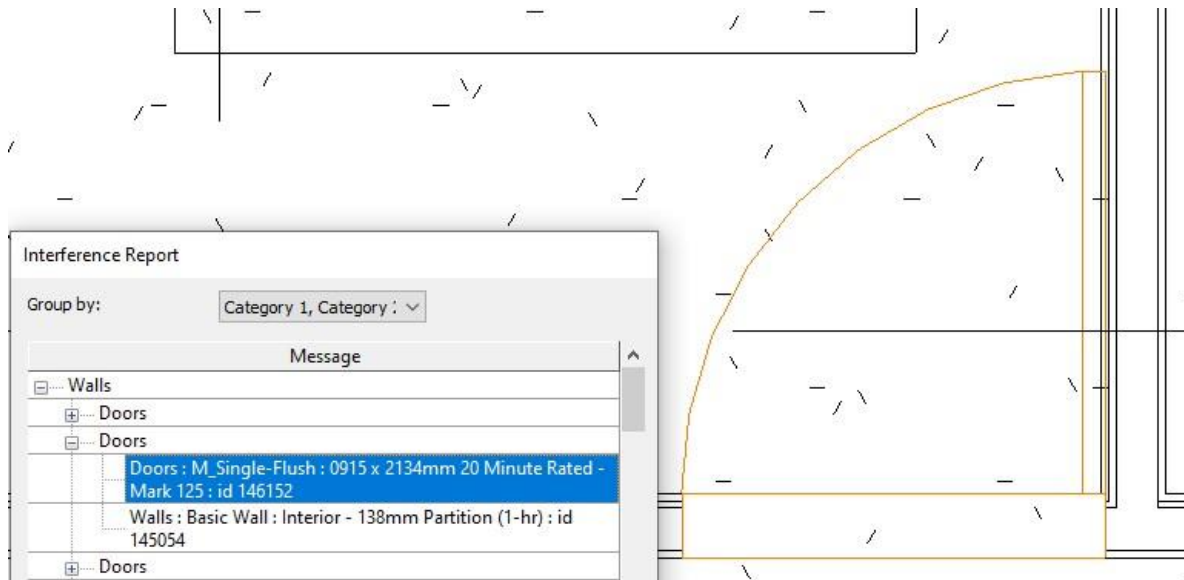 Interference Report
Group by:
Category 1, Category
Message
Walls
Doors
Doors
Doors : M_Single-Flush : 0915 x 2134mm 20 Minute Rated -
Mark 125 : id 146152
Walls : Basic Wall : Interior - 138mm Partition (1-hr) : id
145054
Doors